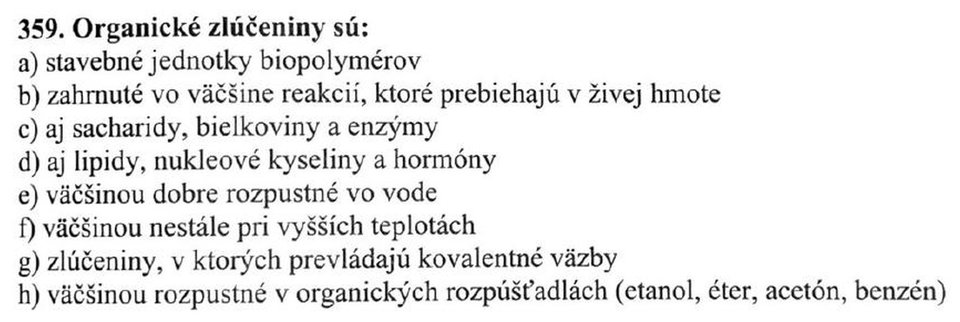 359. Organické zlúčeniny sú:
a) stavebné jednotky biopolymérov
b) zahrnuté vo väčšine reakcií, ktoré prebiehajú v živej hmote
c) aj sacharidy, bielkoviny a enzýmy
d) aj lipidy, nukleové kyseliny a hormóny
e) väčšinou dobre rozpustné vo vode
f) väčšinou nestále pri vyšších teplotách
g) zlúčeniny, v ktorých prevládajú kovalentné väzby
h) väčšinou rozpustné v organických rozpúšťadlách (etanol, éter, acetón, benzén)